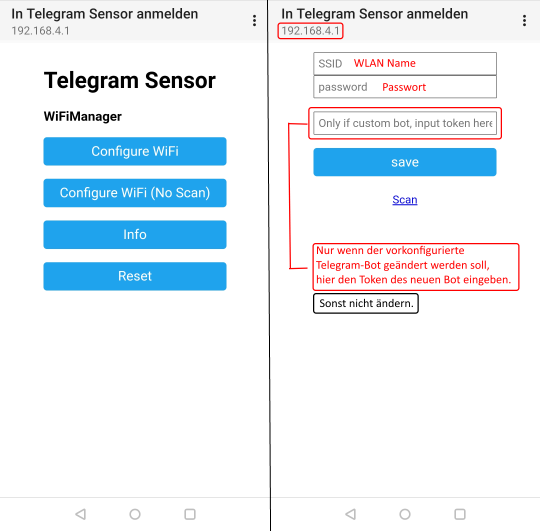 In Telegram Sensor anmelden
192.168.4.1
Telegram Sensor
WiFiManager
Configure WiFi
Configure WiFi (No Scan)
Info
Reset
In Telegram Sensor anmelden
192.168.4.1
SSID WLAN Name
password Passwort
Only if custom bot, input token here
save
Scan
Nur wenn der vorkonfigurierte
Telegram-Bot geändert werden soll,
hier den Token des neuen Bot eingeben.
Sonst nicht ändern.